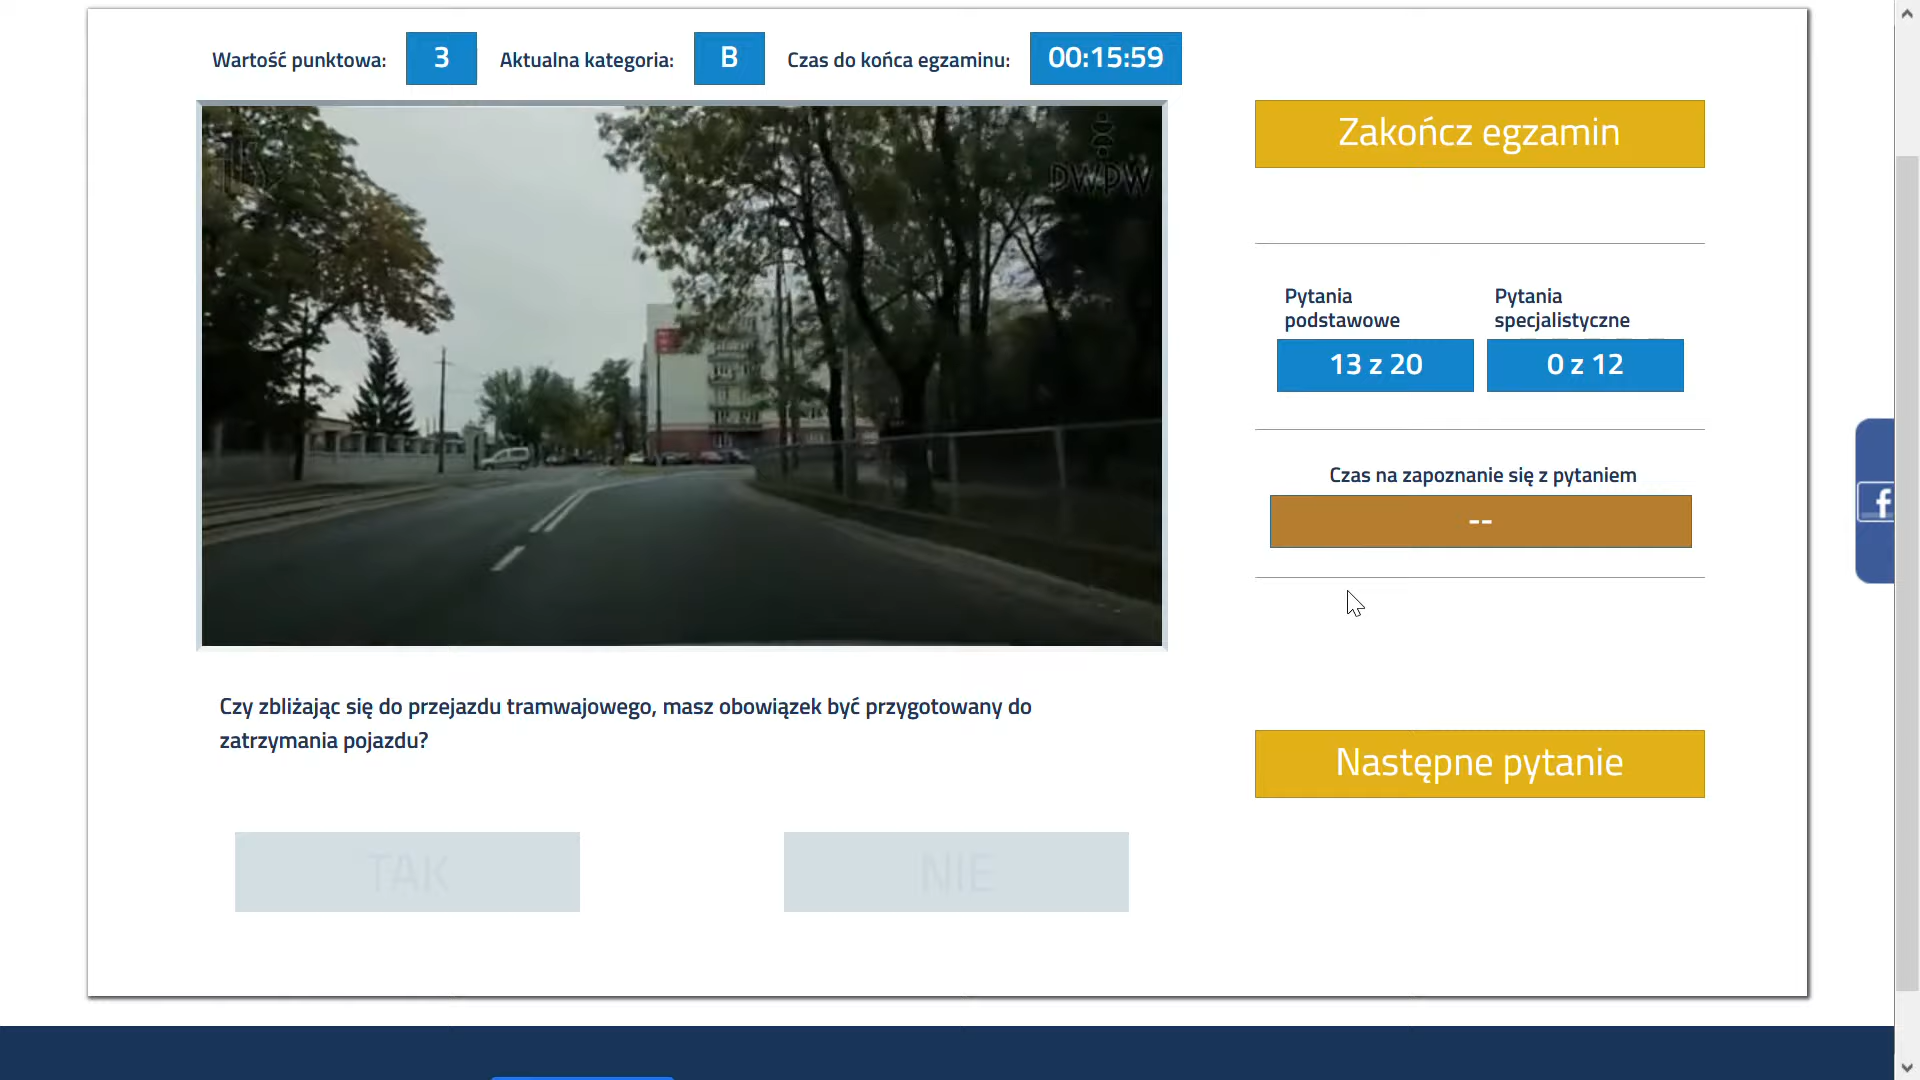 Wartość punktowa: 3 Aktualna kategoria: B Czas do końca egzaminu: 00:15:59
Zakończ egzamin
DWPW
Pytania podstawowe
Pytania specjalistyczne
13 z 20
0 z 12
Czas na zapoznanie się z pytaniem
--
Czy zbliżając się do przejazdu tramwajowego, masz obowiązek być przygotowany do
zatrzymania pojazdu?
Następne pytanie
TAK
NIE
f